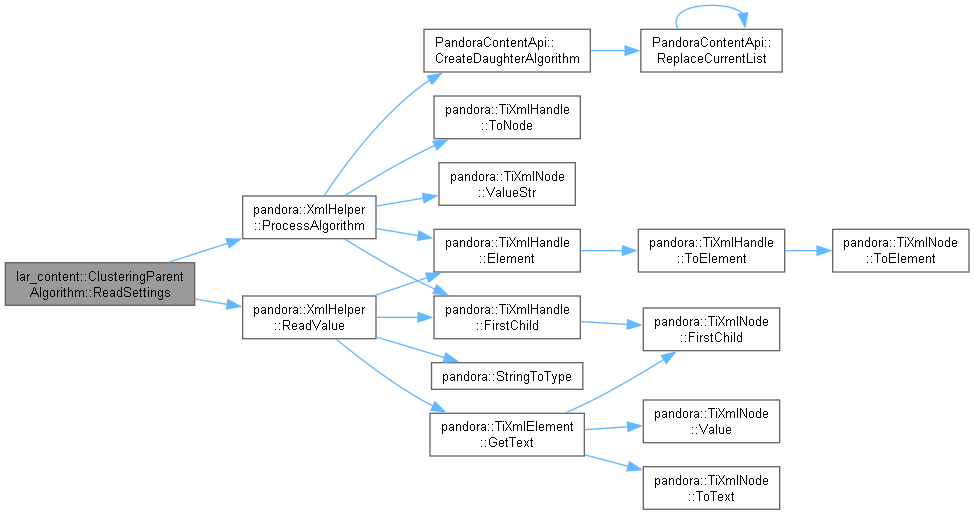 lar_content::ClusteringParent
Algorithm::ReadSettings
pandora::XmlHelper
::ProcessAlgorithm
pandora::XmlHelper
::ReadValue
PandoraContentApi::
CreateDaughterAlgorithm
pandora::TiXmlHandle
::ToNode
pandora::TiXmlNode
::ValueStr
pandora::TiXmlHandle
::Element
pandora::TiXmlHandle
::FirstChild
pandora::StringToType
pandora::TiXmlElement
::GetText
PandoraContentApi::
ReplaceCurrentList
pandora::TiXmlHandle
::ToElement
pandora::TiXmlNode
::FirstChild
pandora::TiXmlNode
::Value
pandora::TiXmlNode
::ToText
pandora::TiXmlNode
::ToElement